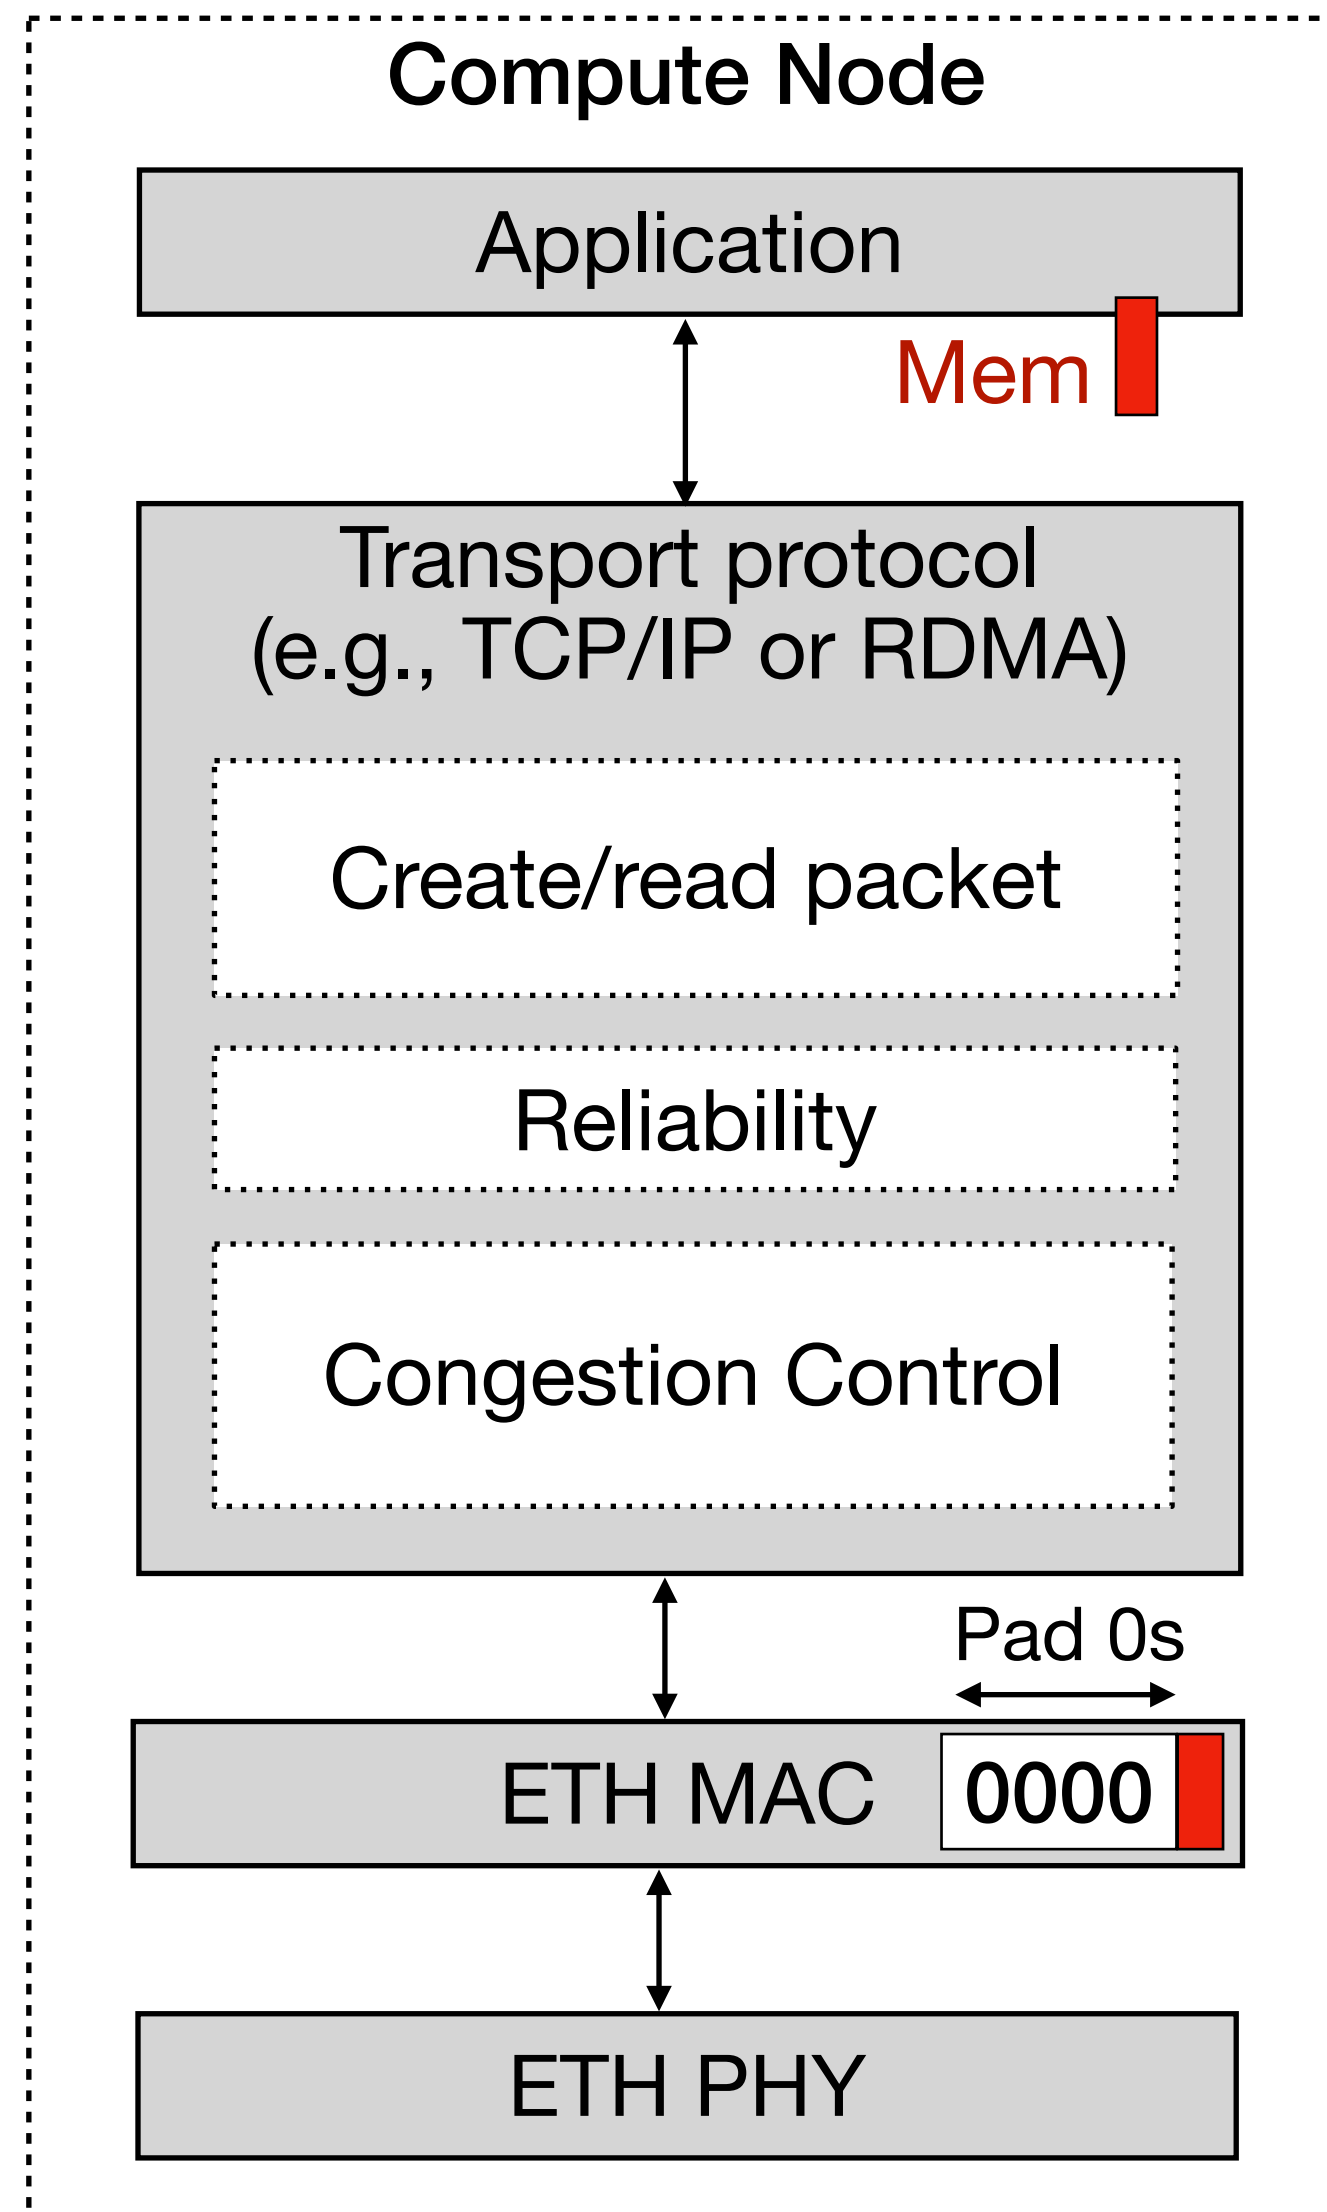 Compute Node
Application
Mem
Transport protocol
(e.g., TCP/IP or RDMA)
Create/read packet
Reliability
Congestion Control
Pad 0s
ETH MAC 0000
ETH PHY